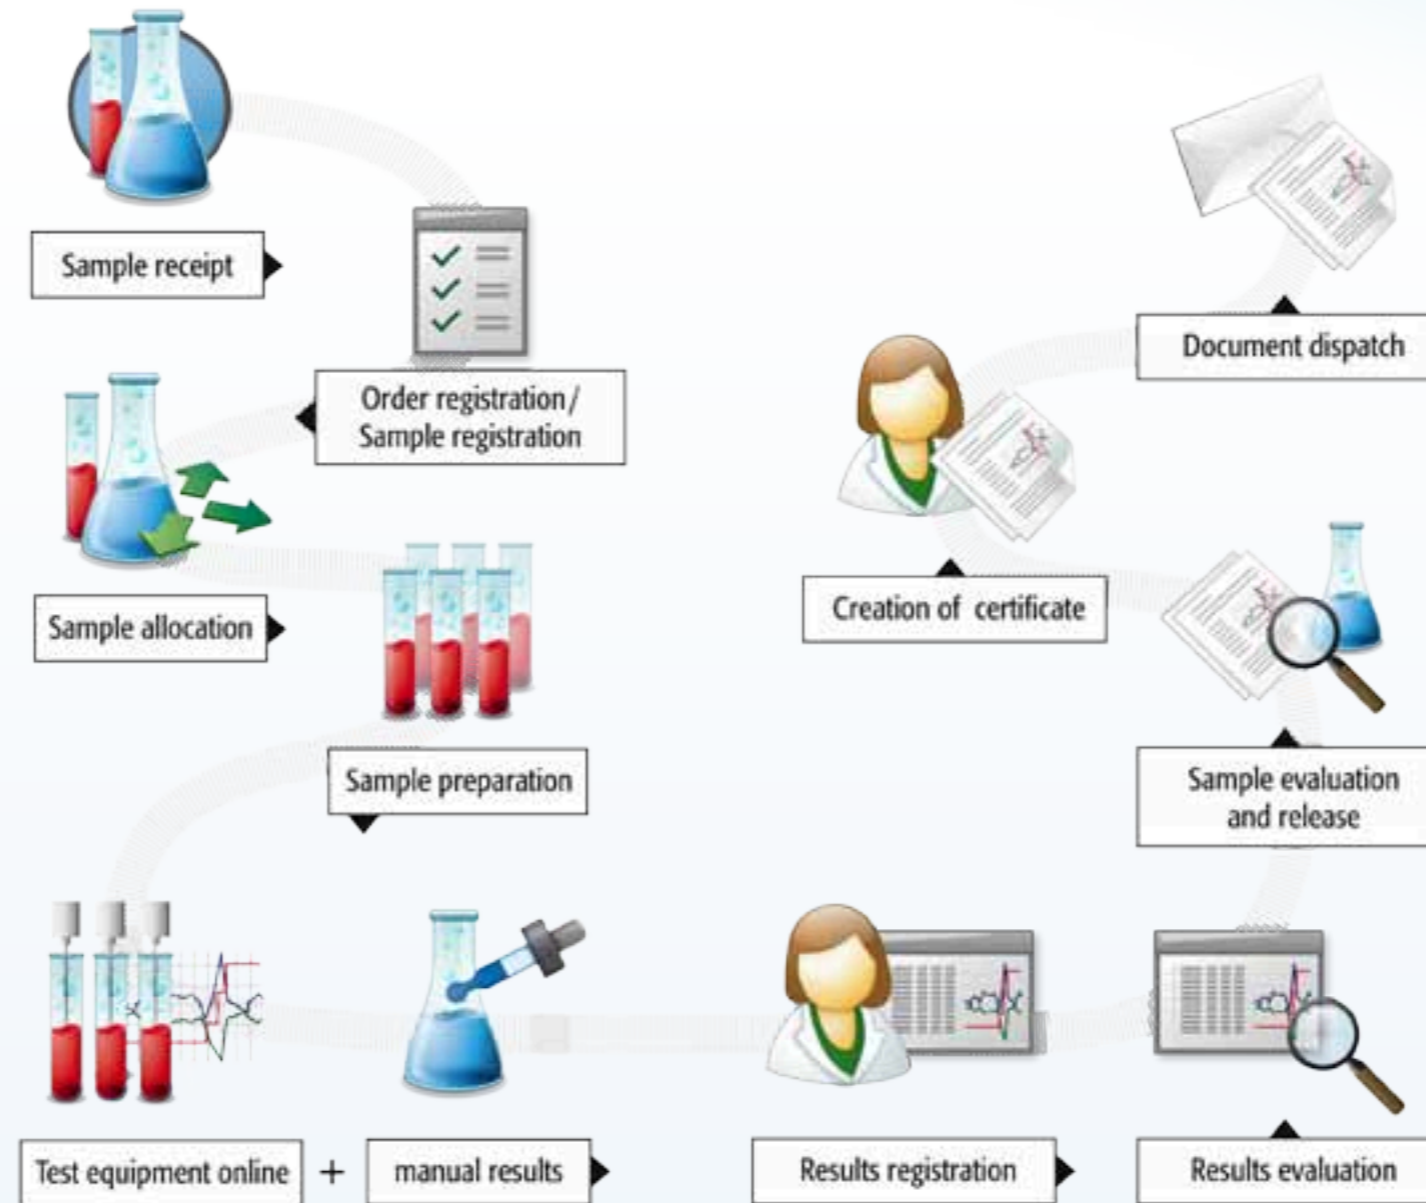 Sample receipt
Order registration/
Sample registration
Sample allocation
Sample preparation
Test equipment online + manual results
Results registration
Results evaluation
Sample evaluation
and release
Creation of certificate
Document dispatch